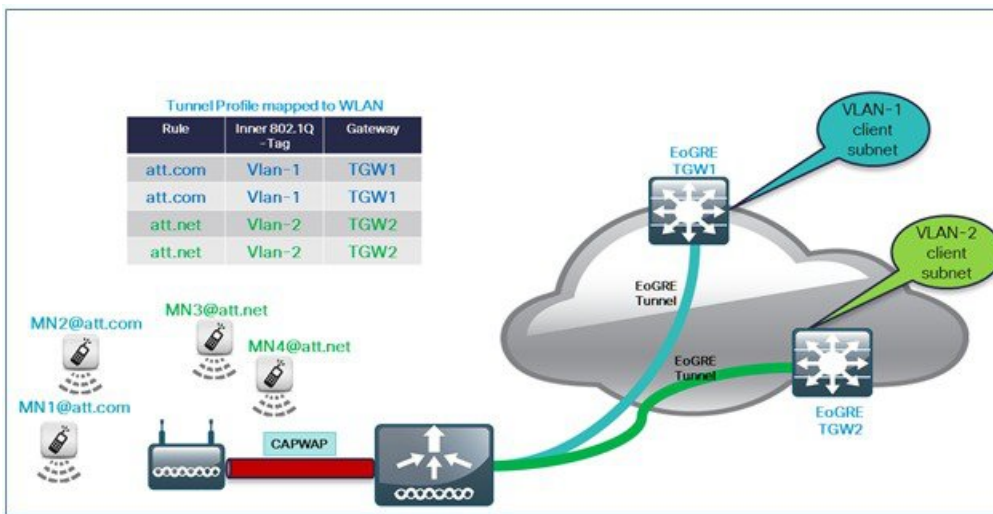 Tunnel Profile mapped to WLAN
Rule Inner 802.1Q Gateway
-Tag
att.com Vlan-1 TGW1
att.com Vlan-1 TGW1
att.net Vlan-2 TGW2
att.net Vlan-2 TGW2
VLAN-1
client
subnet
EoGRE
TGW1
VLAN-2
client
subnet
EoGRE
Tunnel
MN3@att.net
MN2@att.com
MN4@att.net
EoGRE
Tunnel
MN1@att.com
EoGRE
TGW2
CAPWAP